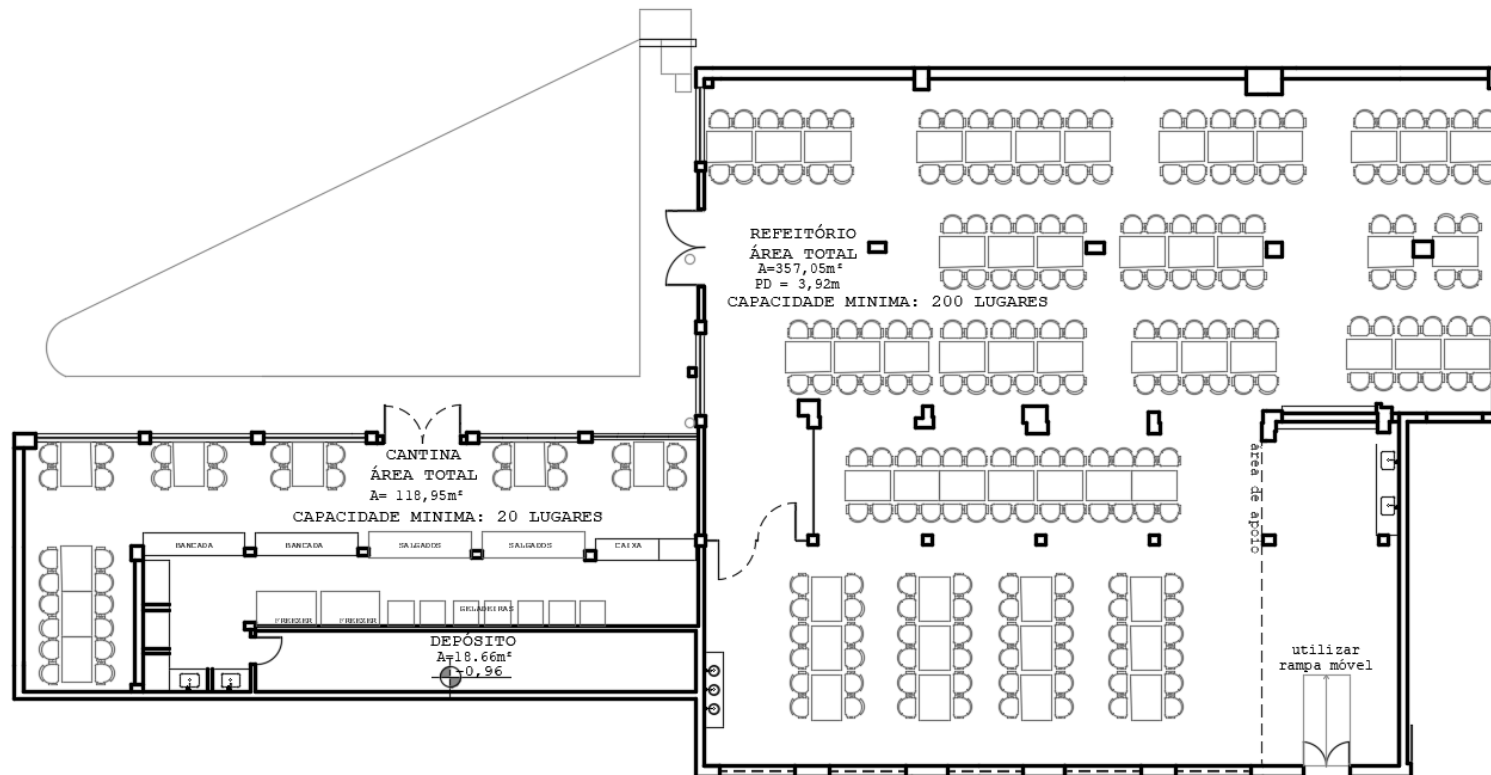 REFEITÓRIO
ÁREA TOTAL
A=357,05m²
PD = 3,92m
CAPACIDADE MINIMA: 200 LUGARES
CANTINA
ÁREA TOTAL
A= 118,95m²
CAPACIDADE MINIMA: 20 LUGARES
área de apoio
BANCADA
BANCADA
SALGADOS
SALGADOS
CAIXA
FREEZER
FREEZER
GELADEIRAS
DEPÓSITO
A=18.66m²
-0,96
utilizar
rampa móvel